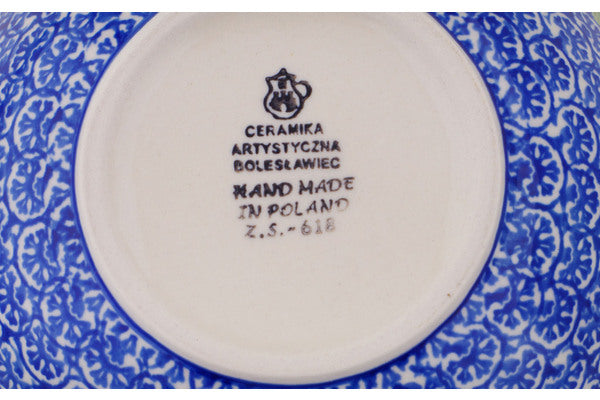 CERAMIKA
ARTYSTYCZNA
BOLESŁAWIEC
HAND MADE
IN POLAND
Z.S.-618